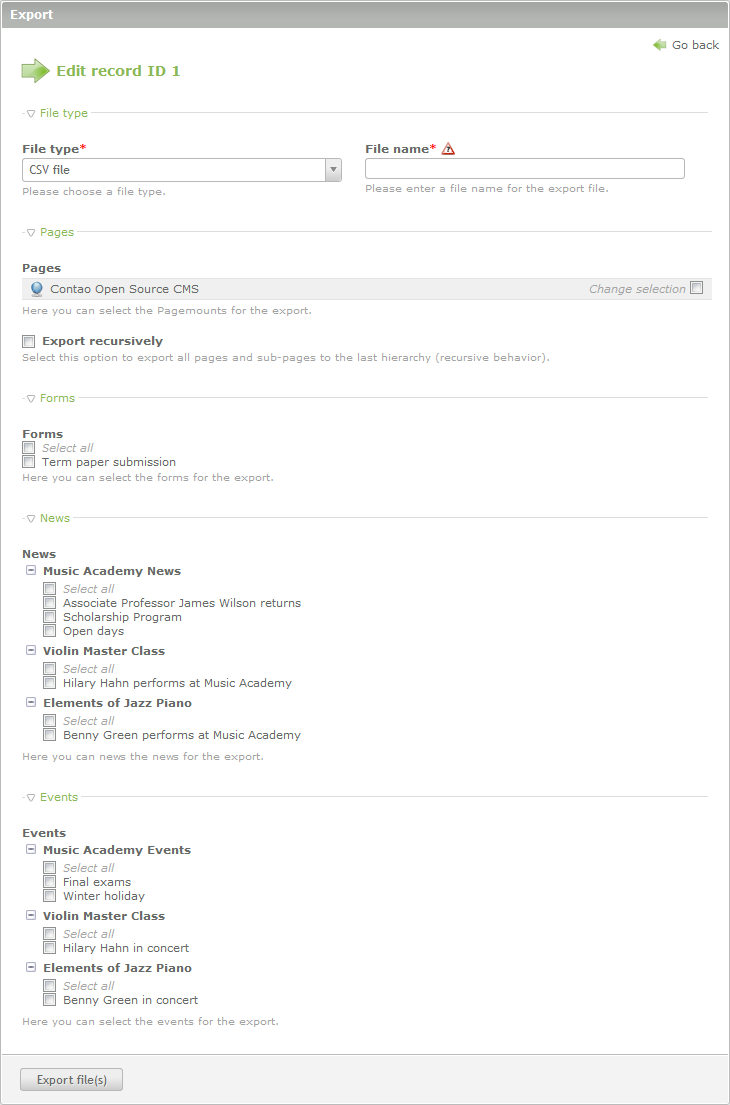 Export
Go back
Edit record ID 1
File type
File type* File name*
CSV file
Please choose a file type. Please enter a file name for the export file.
Pages
Pages
Contao Open Source CMS Change selection
Here you can select the Pagemounts for the export.
Export recursively
Select this option to export all pages and sub-pages to the last hierarchy (recursive behavior).
Forms
Forms
Select all
Term paper submission
Here you can select the forms for the export.
News
News
Music Academy News
Select all
Associate Professor James Wilson returns
Scholarship Program
Open days
Violin Master Class
Select all
Hilary Hahn performs at Music Academy
Elements of Jazz Piano
Select all
Benny Green performs at Music Academy
Here you can news the news for the export.
Events
Events
Music Academy Events
Select all
Final exams
Winter holiday
Violin Master Class
Select all
Hilary Hahn in concert
Elements of Jazz Piano
Select all
Benny Green in concert
Here you can select the events for the export.
Export file(s)